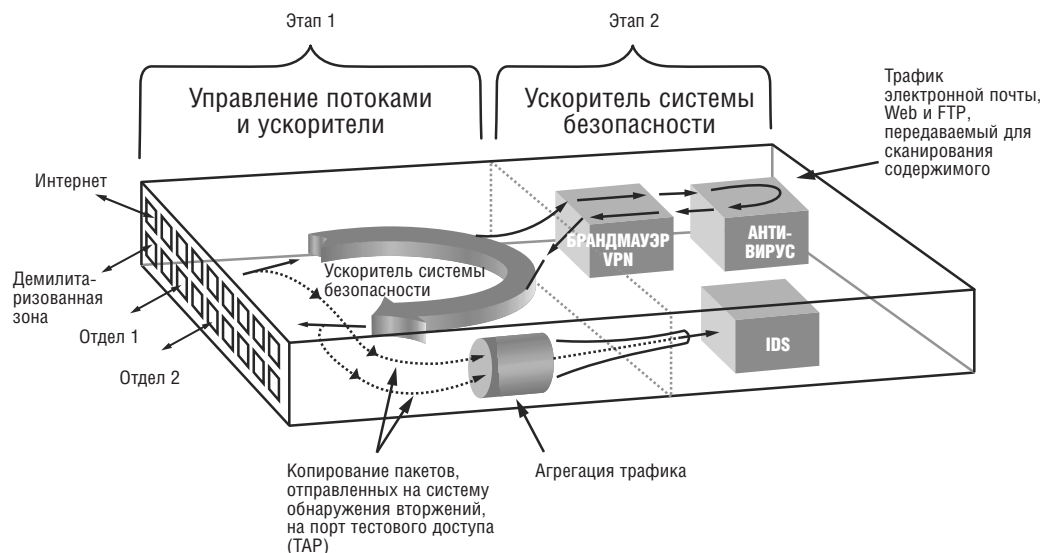 Этап 1
Этап 2
Управление потоками
и ускорители
Ускоритель системы
безопасности
Трафик
электронной почты,
Web и FTP,
передаваемый для
сканирования
содержимого
Интернет
Демилита-
ризованная
зона
Отдел 1
Отдел 2
Ускоритель системы
безопасности
БРАНДМАУЭР
VPN
АНТИ-
ВИРУС
IDS
Копирование пакетов,
отправленных на систему
обнаружения вторжений,
на порт тестового доступа
(TAP)
Агрегация трафика